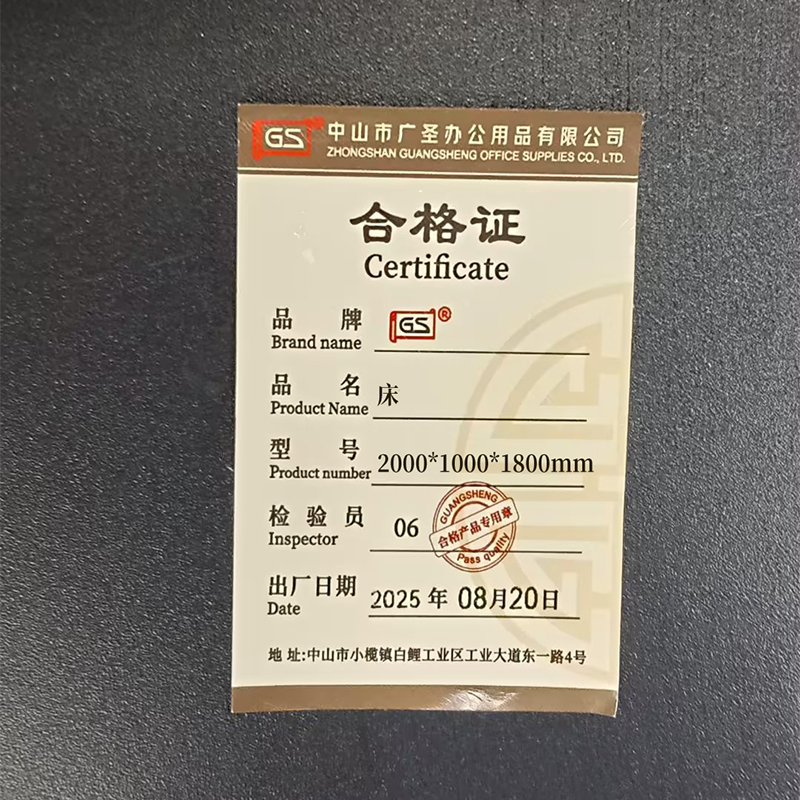 GS 中山市广圣办公用品有限公司
ZHONGSHAN GUANGSHENG OFFICE SUPPLIES CO., LTD.
合格证
Certificate
品 牌 GS®
Brand name
品 名 床
Product Name
型 号 2000*1000*1800mm
Product number
检 验 员 06
Inspector
GUANGSHENG
合格产品专用章
Pass quality
出厂日期 2025 年 08月20日
Date
地 址:中山市小榄镇白鲤工业区工业大道东一路4号